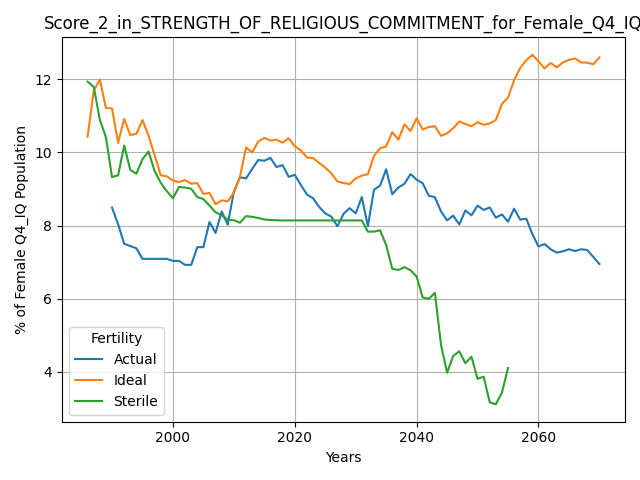 Score_2_in_STRENGTH_OF_RELIGIOUS_COMMITMENT_for_Female_Q4_IQ
% of Female Q4_IQ Population
12
10
8
6
4
Fertility
Actual
Ideal
Sterile
2000
2020
2040
2060
Years